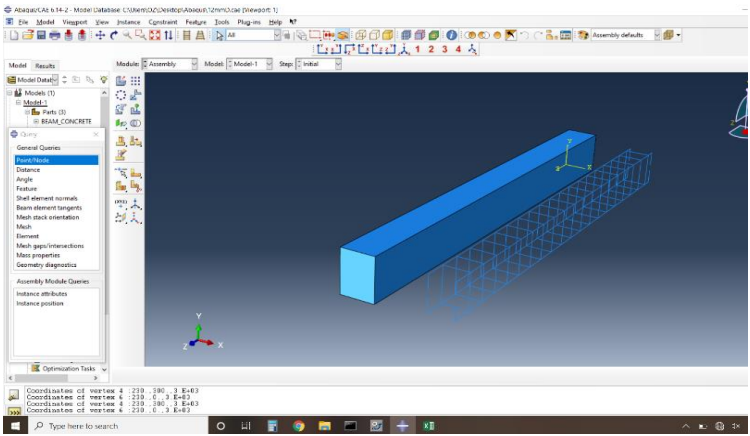 Abaqus/CAE 6.14-2 - Model Database C:\Users\OZ\Desktop\Abaqus\12mmO.cae [Viewport: 1]
File Model Viewport View Instance Constraint Feature Tools Plug-ins Help
All
Assembly defaults
1 2 3 4
Model Results Module: Assembly Model: Model-1 Step: Initial
Model Datab
Models (1)
Model-1
Parts (3)
BEAM_CONCRETE
Query
General Queries
Point/Node
Distance
Angle
Feature
Shell element normals
Beam element tangents
Mesh stack orientation
Mesh
Element
Mesh gaps/intersections
Mass properties
Geometry diagnostics
Assembly Module Queries
Instance attributes
Instance position
Optimization Tasks
Y
X
Z
Y
Z X
Z
Coordinates of vertex 4 :230.,300.,3.E+03
Coordinates of vertex 6 :230.,0.,3.E+03
Coordinates of vertex 4 :230.,300.,3.E+03
Coordinates of vertex 6 :230.,0.,3.E+03
Type here to search